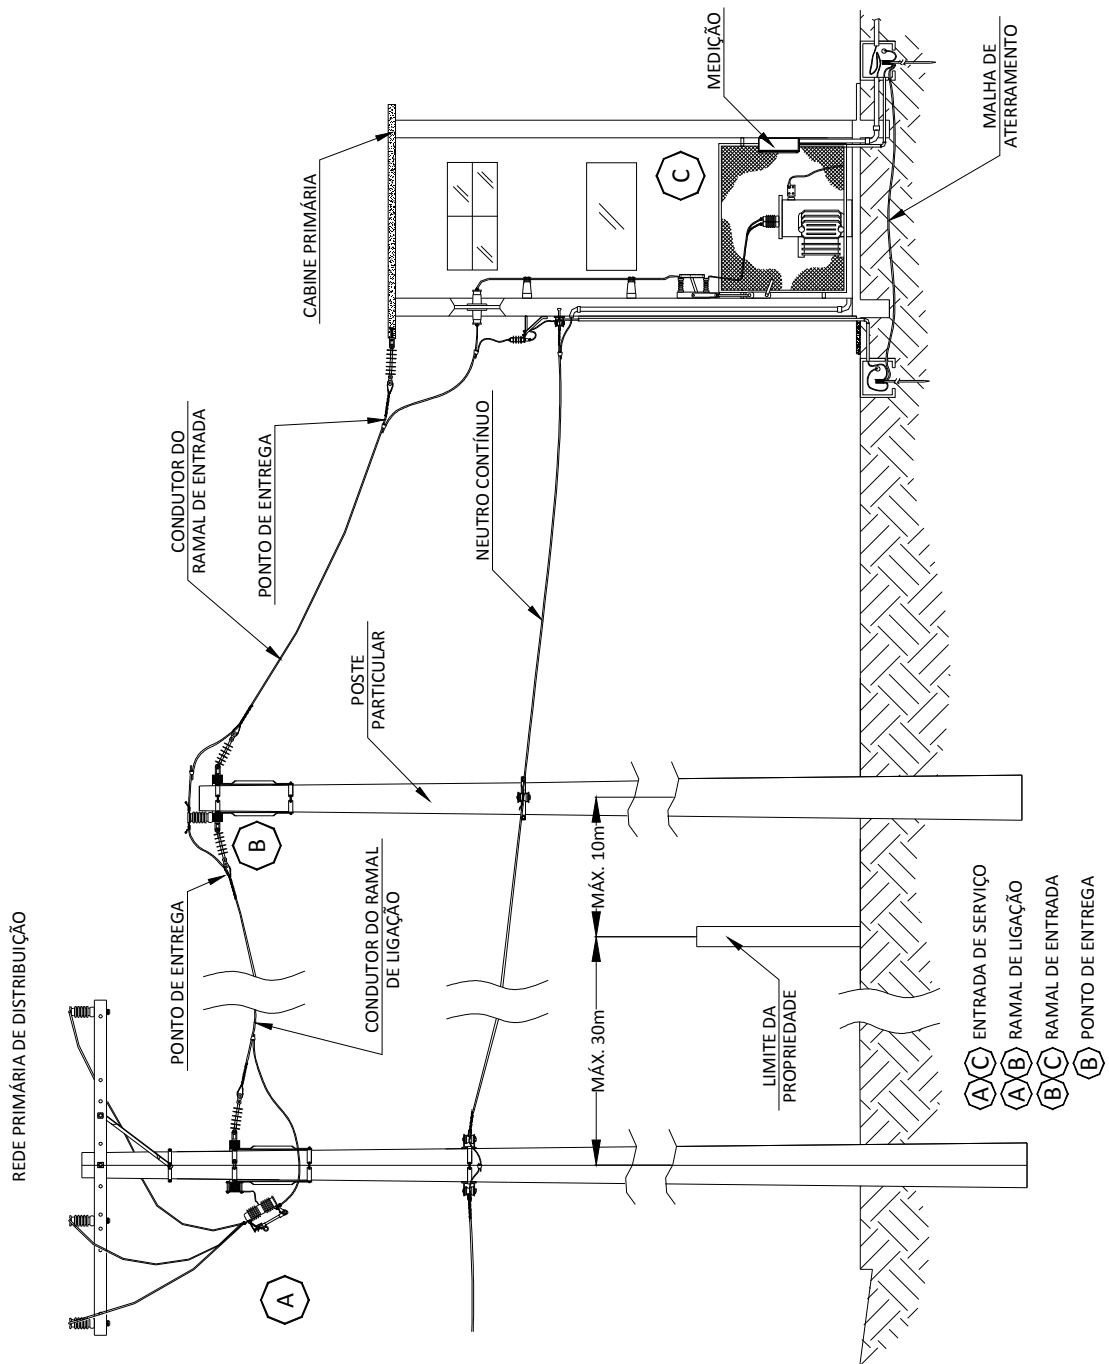 REDE PRIMÁRIA DE DISTRIBUIÇÃO
A
PONTO DE ENTREGA
CONDUTOR DO RAMAL
DE LIGAÇÃO
B
POSTE
PARTICULAR
CONDUTOR DO
RAMAL DE ENTRADA
PONTO DE ENTREGA
NEUTRO CONTÍNUO
CABINE PRIMÁRIA
C
MEDIÇÃO
MALHA DE
ATERRAMENTO
MÁX. 30m
MÁX. 10m
LIMITE DA
PROPRIEDADE
A C ENTRADA DE SERVIÇO
A B RAMAL DE LIGAÇÃO
B C RAMAL DE ENTRADA
B PONTO DE ENTREGA